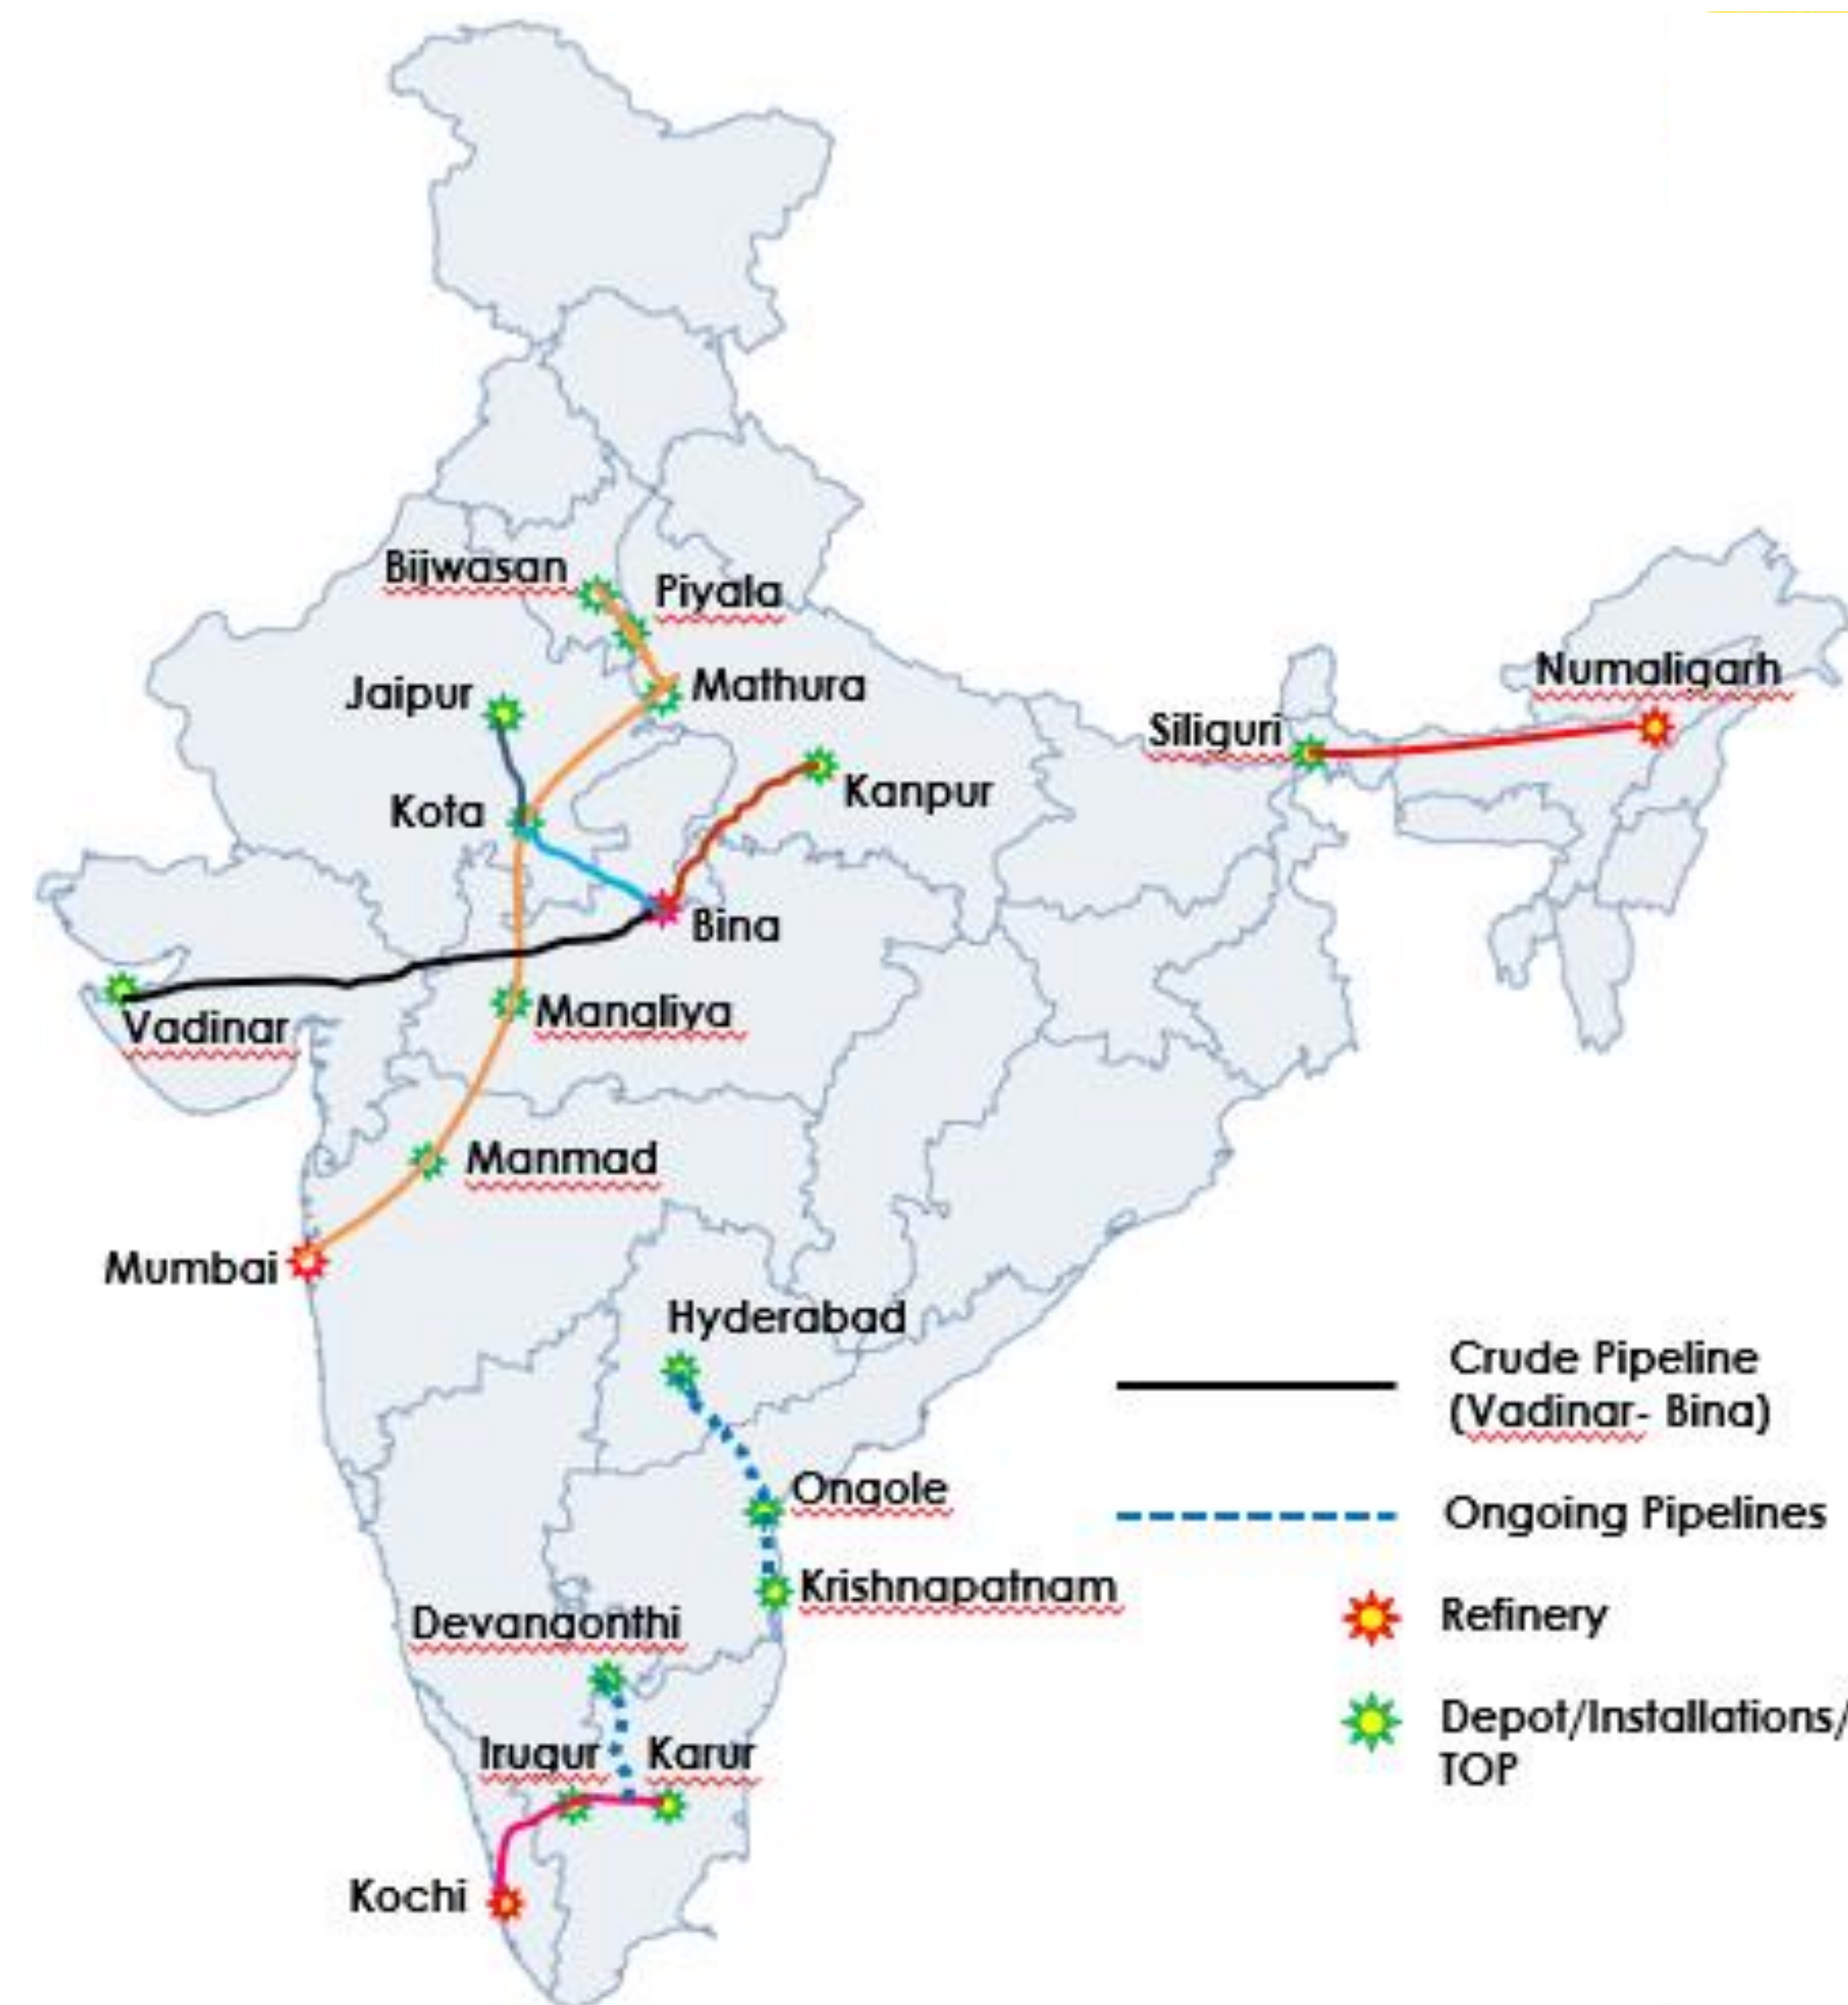 Bijwasan
Piyala
Jaipur
Mathura
Numaligarh
Siliguri
Kota
Kanpur
Bina
Vadinar
Mangliya
Manmad
Mumbai
Hyderabad
Crude Pipeline
(Vadinar- Bina)
Ongole
Ongoing Pipelines
Krishnapatnam
Devangonthi
Refinery
Depot/Installations/
TOP
Irugur
Karur
Kochi